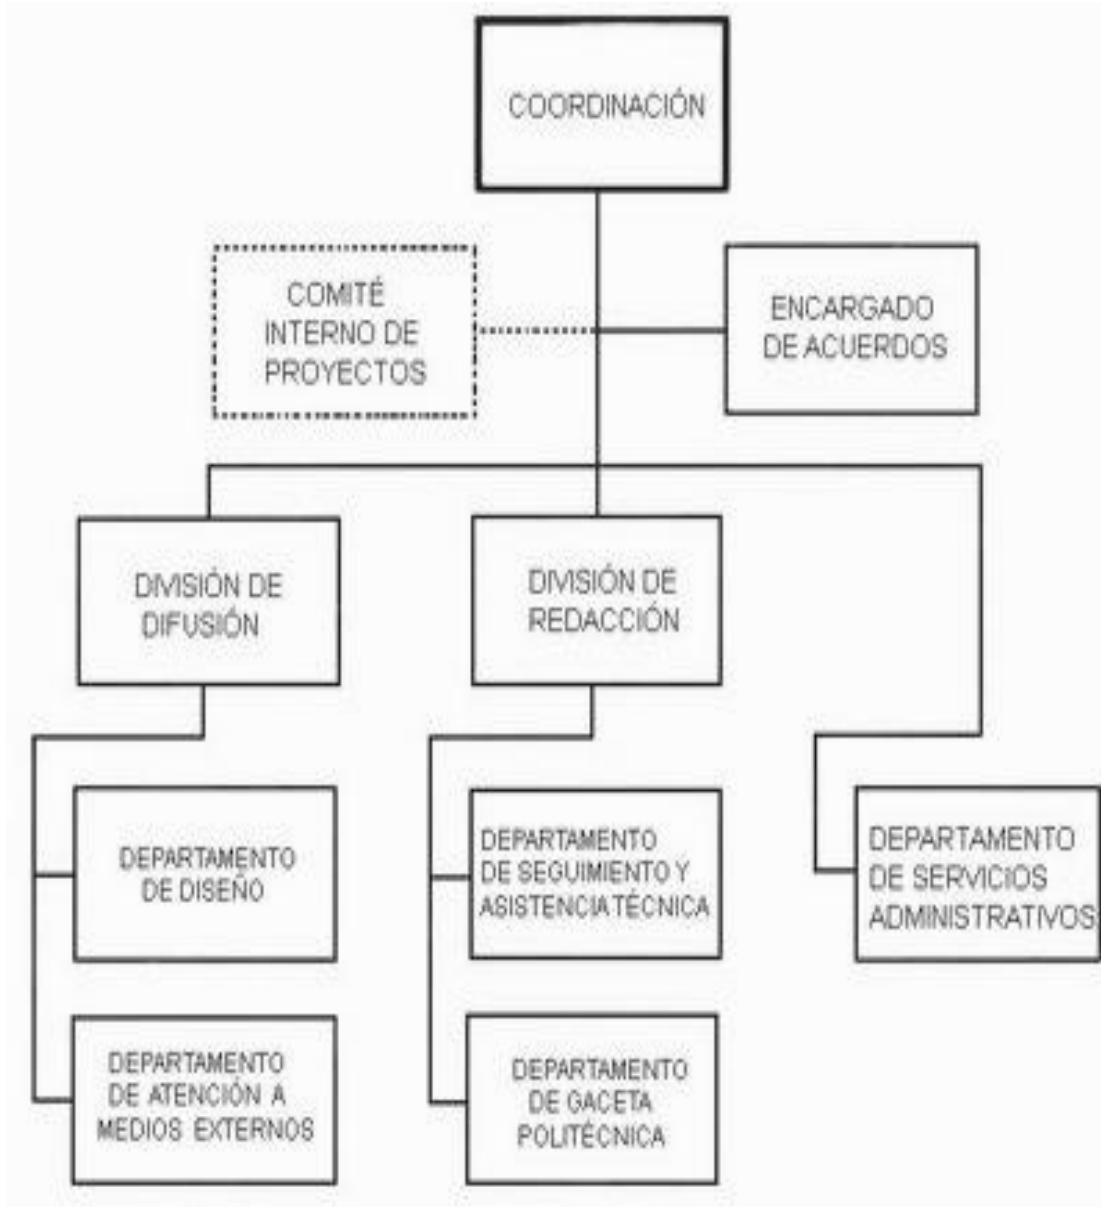 COORDINACIÓN
COMITÉ
INTERNO DE
PROYECTOS
ENCARGADO
DE ACUERDOS
DIVISIÓN DE
DIFUSIÓN
DIVISIÓN DE
REDACCIÓN
DEPARTAMENTO
DE DISEÑO
DEPARTAMENTO
DE SEGUIMIENTO Y
ASISTENCIA TÉCNICA
DEPARTAMENTO
DE SERVICIOS
ADMINISTRATIVOS
DEPARTAMENTO
DE ATENCIÓN A
MEDIOS EXTERNOS
DEPARTAMENTO
DE GACETA
POLITÉCNICA